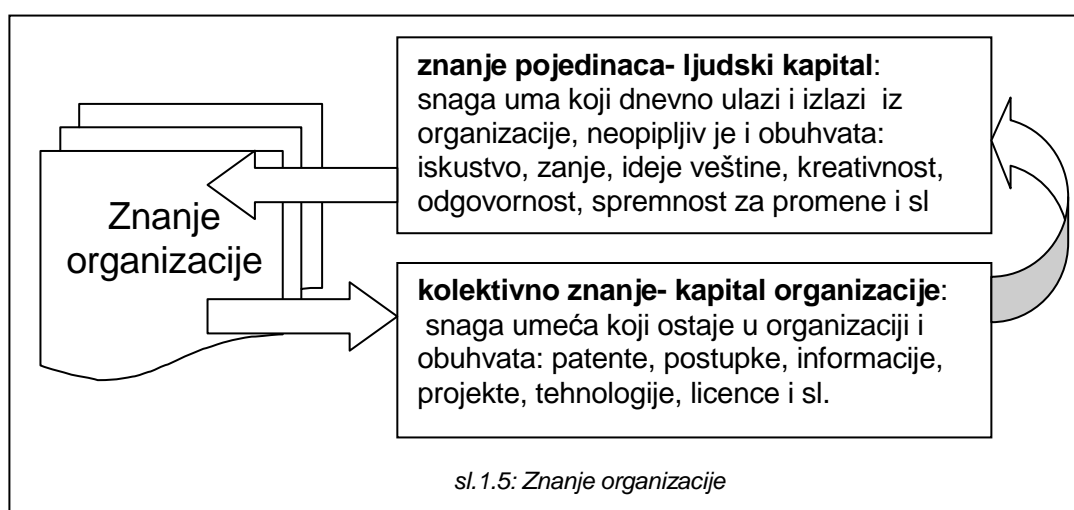 Znanje
organizacije
znanje pojedinaca- ljudski kapital:
snaga uma koji dnevno ulazi i izlazi iz
organizacije, neopipljiv je i obuhvata:
iskustvo, zanje, ideje veštine, kreativnost,
odgovornost, spremnost za promene i sl
kolektivno znanje- kapital organizacije:
snaga umeća koji ostaje u organizaciji i
obuhvata: patente, postupke, informacije,
projekte, tehnologije, licence i sl.
sl.1.5: Znanje organizacije